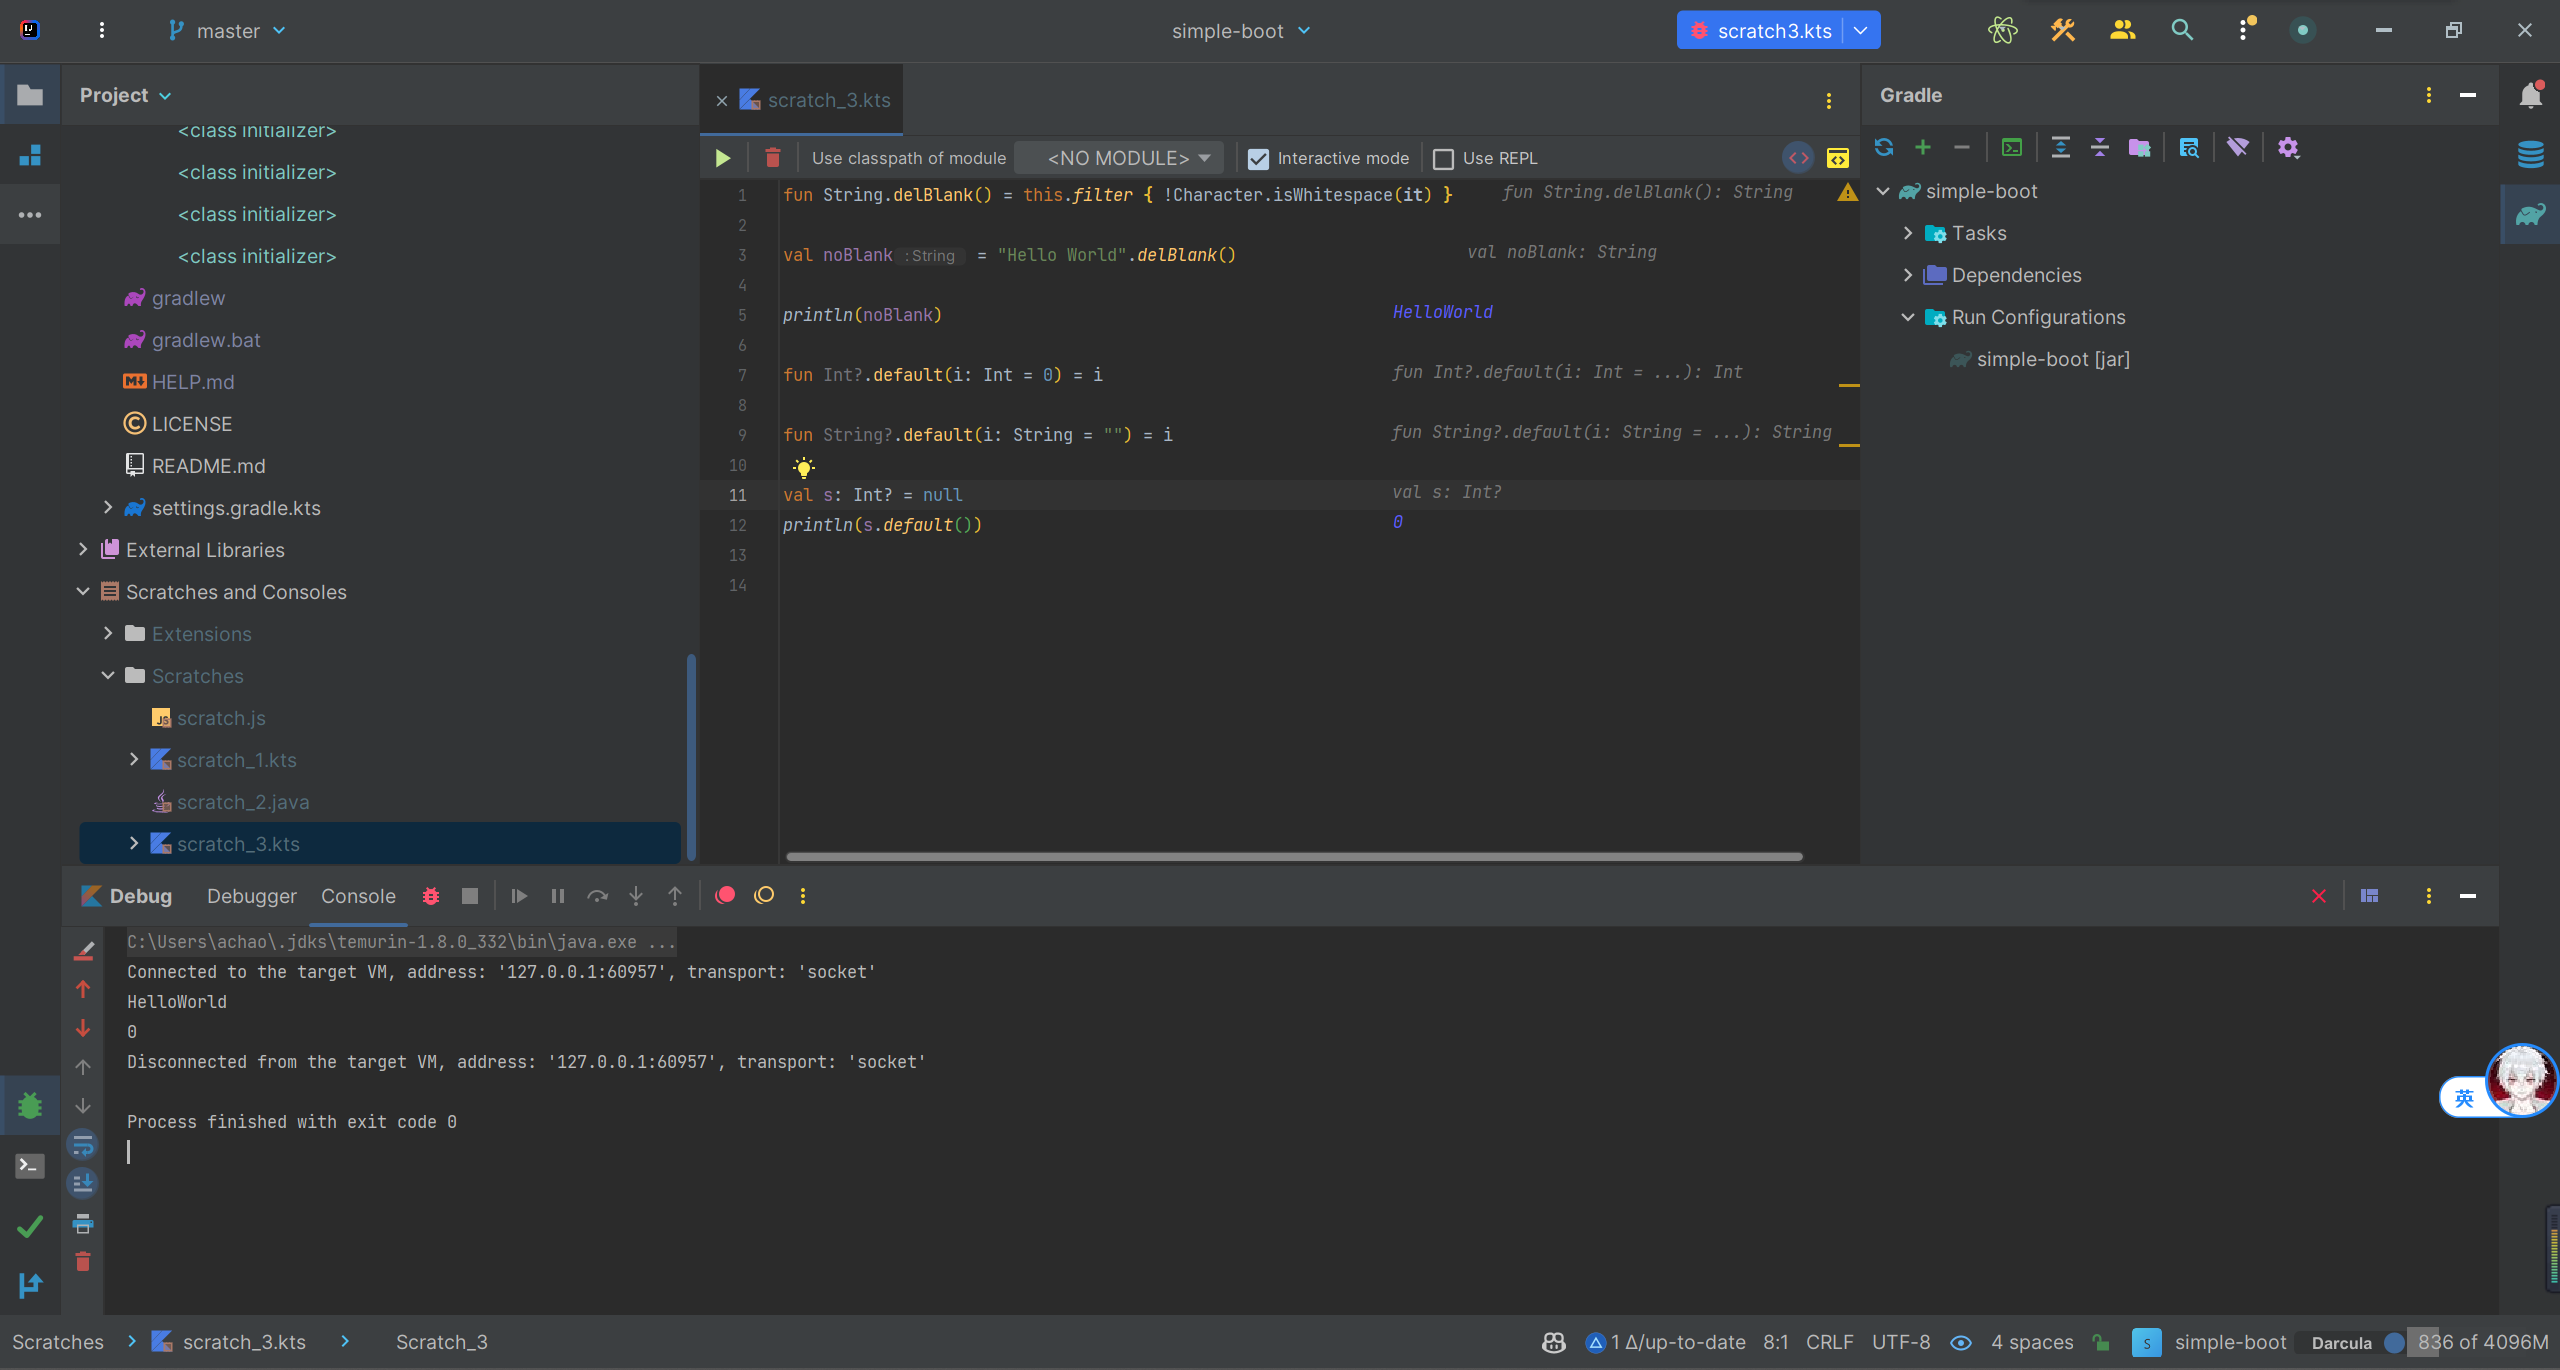 master
simple-boot
scratch3.kts
Project
<class initializer>
<class initializer>
<class initializer>
<class initializer>
gradlew
gradlew.bat
HELP.md
LICENSE
README.md
settings.gradle.kts
External Libraries
Scratches and Consoles
Extensions
Scratches
scratch.js
scratch_1.kts
scratch_2.java
scratch_3.kts
scratch_3.kts
Use classpath of module <NO MODULE> Interactive mode Use REPL
1 fun String.delBlank() = this.filter { !Character.isWhitespace(it) } fun String.delBlank(): String
2
3 val noBlank : String = "Hello World".delBlank() val noBlank: String
4
5 println(noBlank) HelloWorld
6
7 fun Int?.default(i: Int = 0) = i fun Int?.default(i: Int = ...): Int
8
9 fun String?.default(i: String = "") = i fun String?.default(i: String = ...): String
10
11 val s: Int? = null val s: Int?
12 println(s.default()) 0
13
14
Gradle
simple-boot
Tasks
Dependencies
Run Configurations
simple-boot [jar]
Debug Debugger Console
C:\Users\achao\.jdks\temurin-1.8.0_332\bin\java.exe ...
Connected to the target VM, address: '127.0.0.1:60957', transport: 'socket'
HelloWorld
0
Disconnected from the target VM, address: '127.0.0.1:60957', transport: 'socket'
Process finished with exit code 0
英
Scratches scratch_3.kts Scratch_3
1 Δ/up-to-date 8:1 CRLF UTF-8 4 spaces S simple-boot Darcula 836 of 4096M